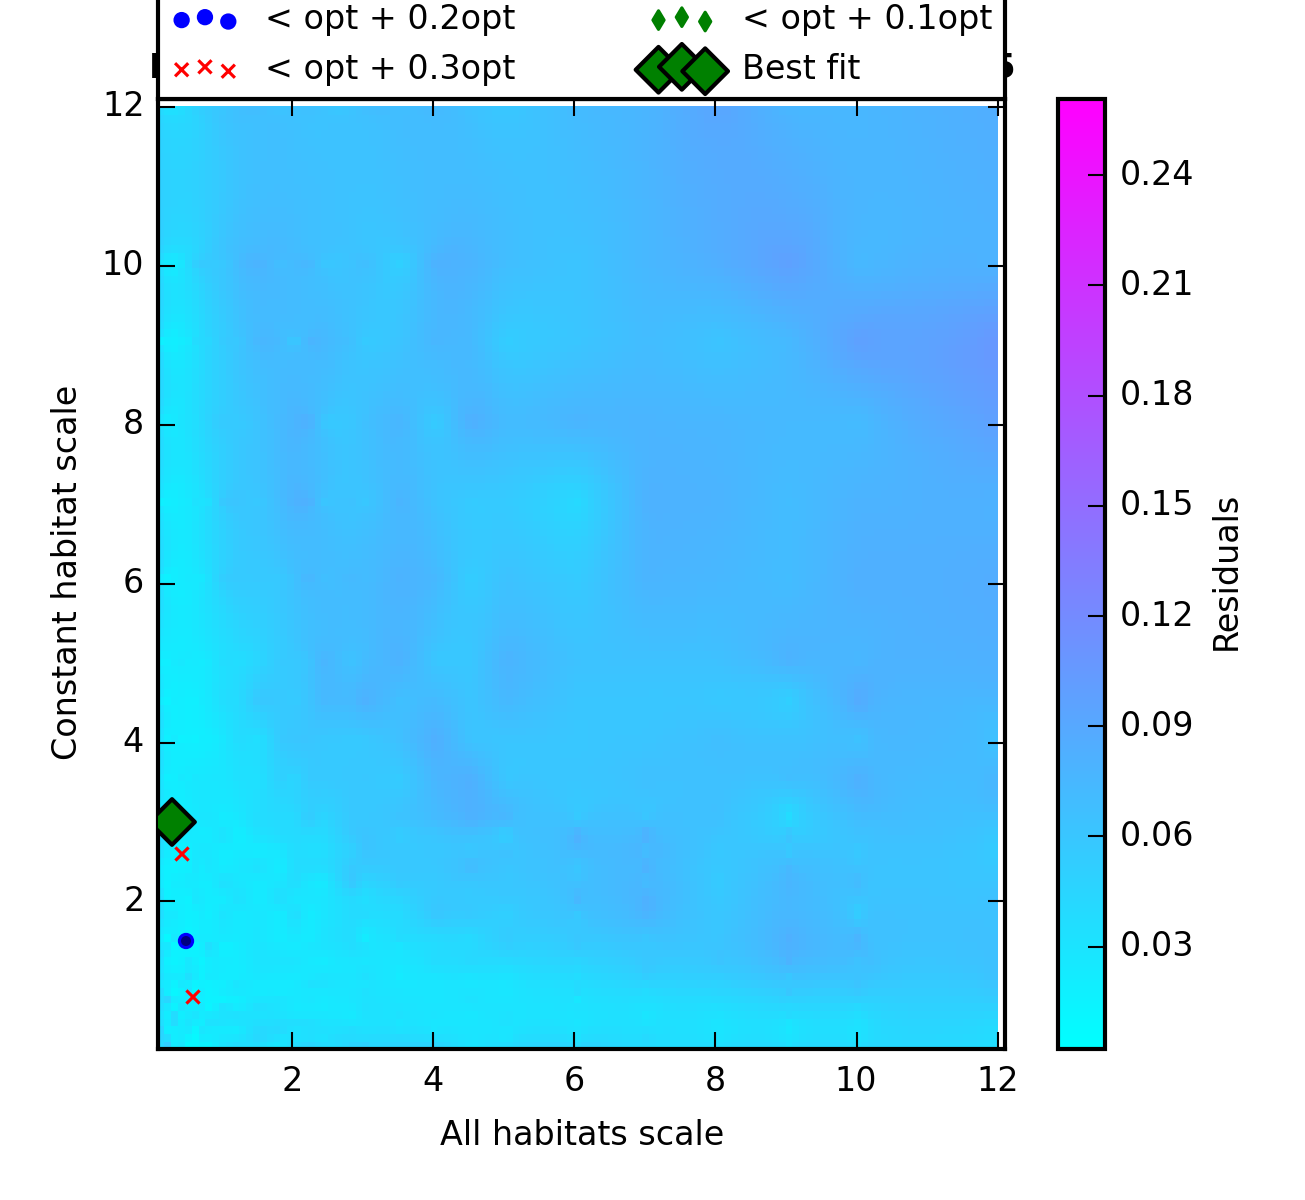 < opt + 0.2opt
< opt + 0.1opt
< opt + 0.3opt
Best fit
12
10
8
6
4
2
Constant habitat scale
2
4
6
8
10
12
All habitats scale
0.24
0.21
0.18
0.15
0.12
0.09
0.06
0.03
Residuals